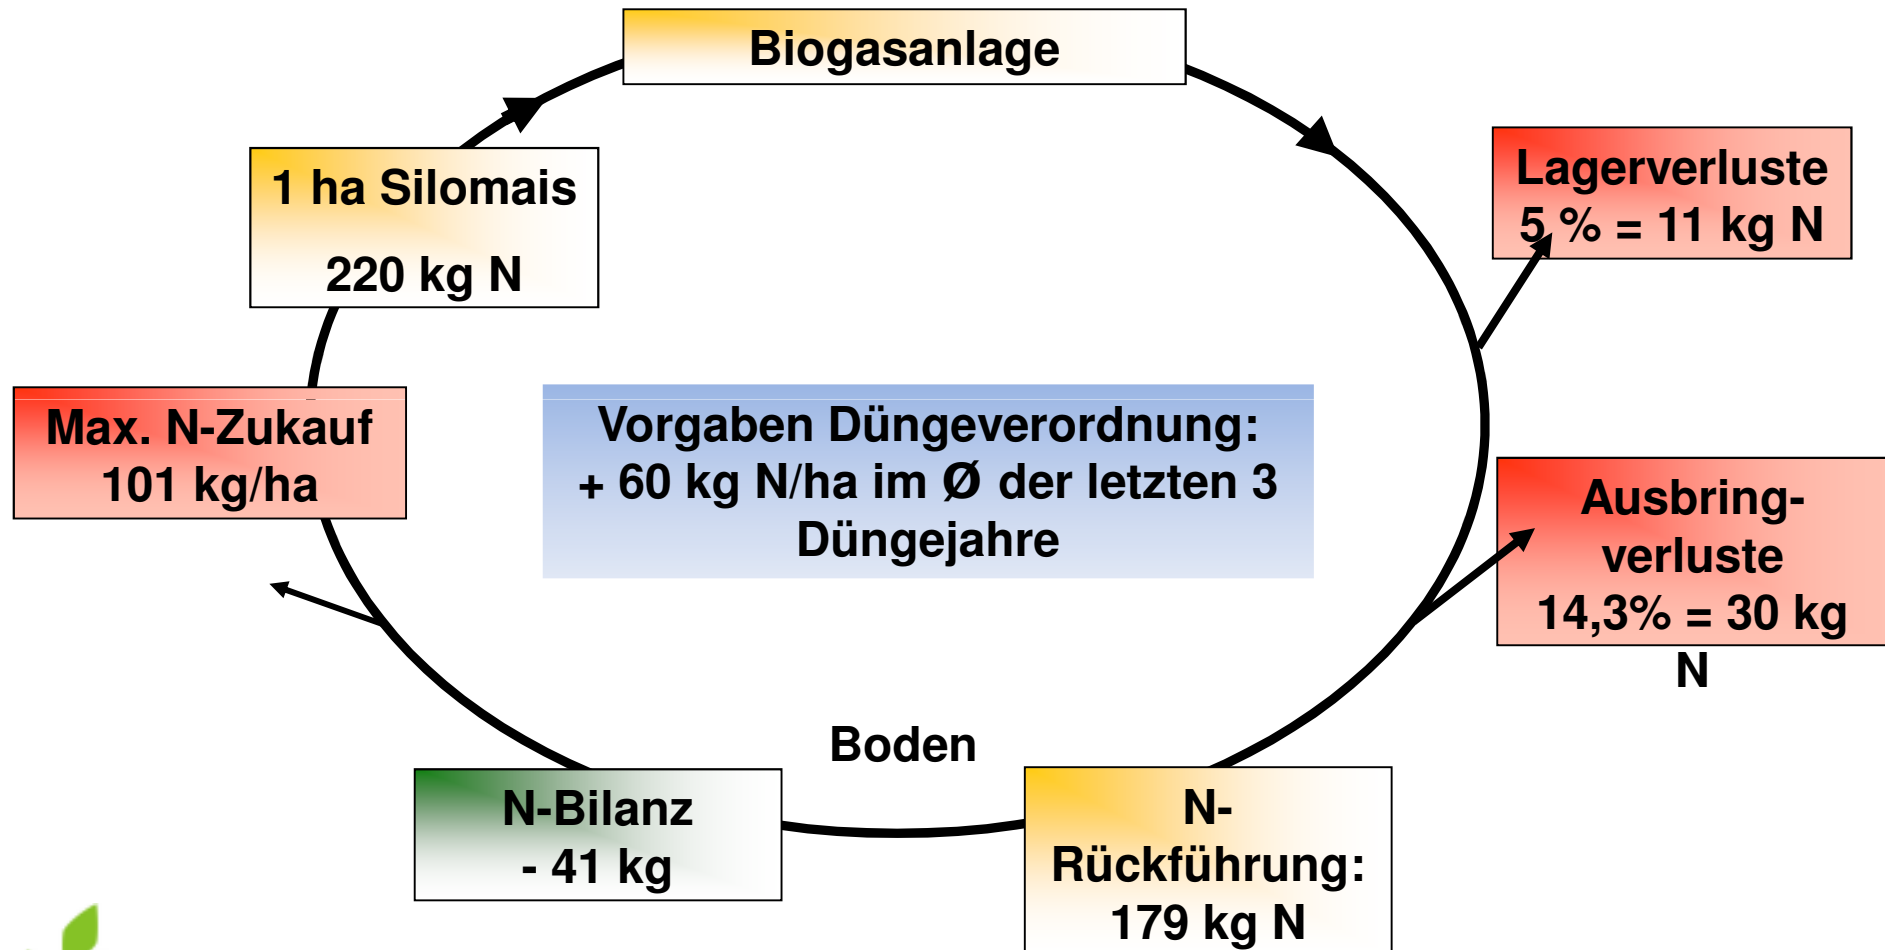 Biogasanlage
1 ha Silomais
220 kg N
Lagerverluste
5 % = 11 kg N
Max. N-Zukauf
101 kg/ha
Vorgaben Düngeverordnung:
+ 60 kg N/ha im Ø der letzten 3
Düngejahre
Ausbring-
verluste
14,3% = 30 kg
N
Boden
N-Bilanz
- 41 kg
N-
Rückführung:
179 kg N